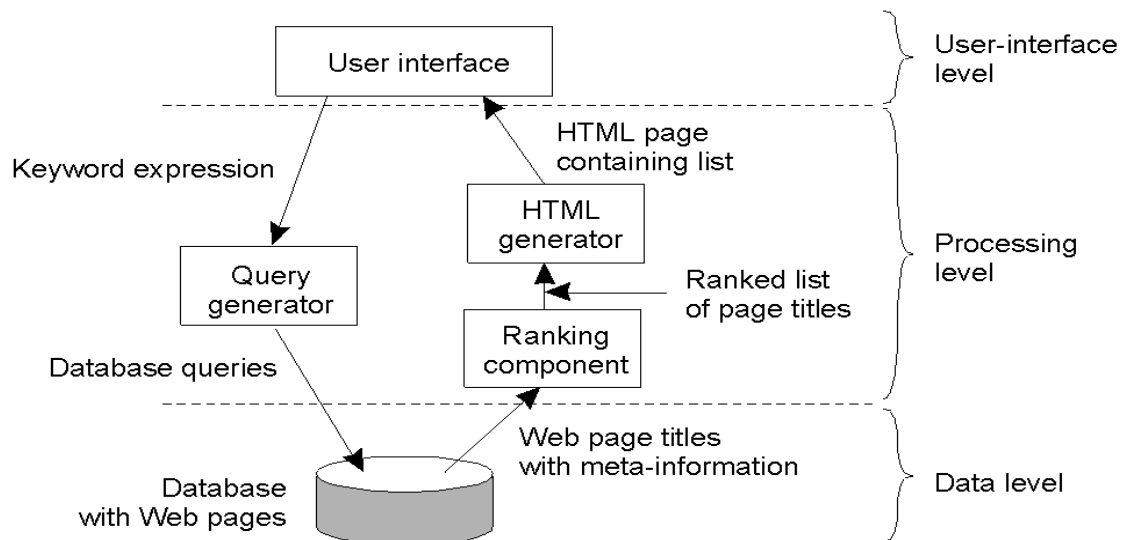 User interface
User-interface
level
Keyword expression
HTML page
containing list
HTML
generator
Query
generator
Ranked list
of page titles
Processing
level
Ranking
component
Database queries
Web page titles
with meta-information
Database
with Web pages
Data level